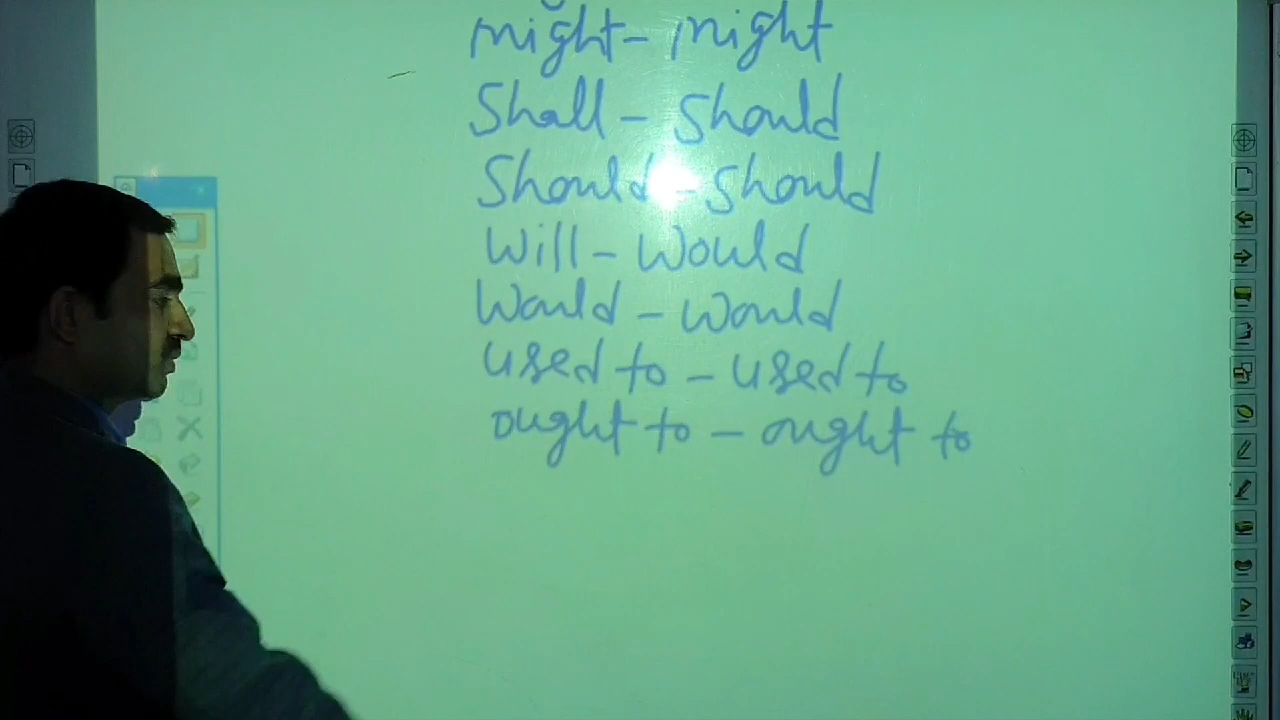 might - might
Shall - Should
Should - Should
Will - Would
Would - Would
used to - used to
ought to - ought to